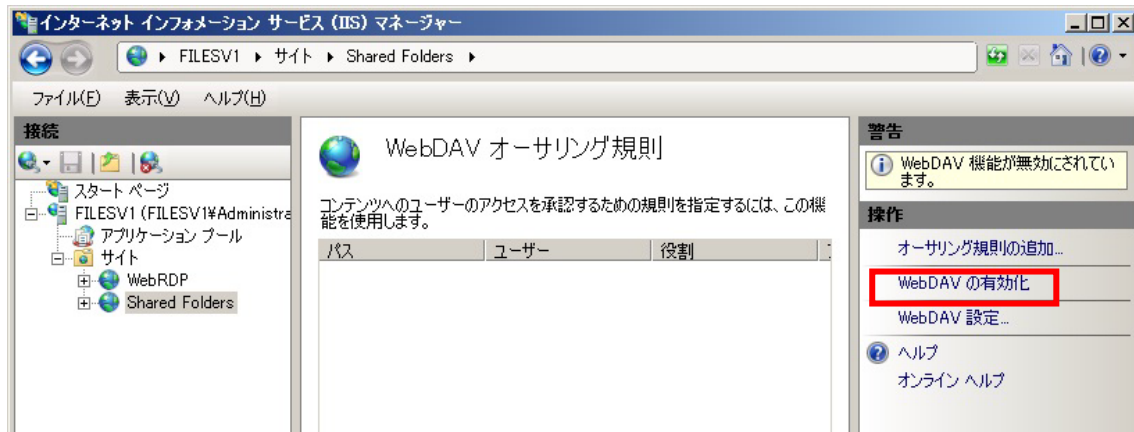 インターネット インフォメーション サービス (IIS) マネージャー
FILESV1 サイト Shared Folders
ファイル(F) 表示(V) ヘルプ(H)
接続
スタート ページ
FILESV1 (FILESV1¥Administra
アプリケーション プール
サイト
WebRDP
Shared Folders
WebDAV オーサリング規則
コンテンツへのユーザーのアクセスを承認するための規則を指定するには、この機
能を使用します。
パス ユーザー 役割
警告
WebDAV 機能が無効にされてい
ます。
操作
オーサリング規則の追加...
WebDAV の有効化
WebDAV 設定...
ヘルプ
オンライン ヘルプ